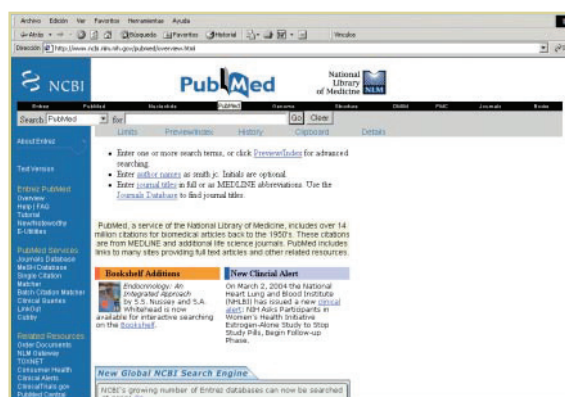 Archivo Edición Ver Favoritos Herramientas Ayuda
Atrás Búsqueda Favoritos Historial
Vínculos
Dirección http://www.ncbi.nlm.nih.gov/pubmed/overview.html
NCBI
PubMed
National
Library
of Medicine NLM
Entrez PubMed Nucleotide PubMed Genome Structure OMIM PMC Journals Books
Search PubMed for Go Clear
Limits Preview/Index History Clipboard Details
About Entrez
Text Version
Entrez PubMed
Overview
Help | FAQ
Tutorial
New/Noteworthy
E-Utilities
PubMed Services
Journals Database
MeSH Database
Single Citation
Matcher
Batch Citation Matcher
Clinical Queries
LinkOut
Cubby
Related Resources
Order Documents
NLM Gateway
TOXNET
Consumer Health
Clinical Alerts
ClinicalTrials.gov
PubMed Central
Enter one or more search terms, or click Preview/Index for advanced
searching.
Enter author names as smith jc. Initials are optional.
Enter journal titles in full or as MEDLINE abbreviations. Use the
Journals Database to find journal titles.
PubMed, a service of the National Library of Medicine, includes over 14
million citations for biomedical articles back to the 1950's. These citations
are from MEDLINE and additional life science journals. PubMed includes
links to many sites providing full text articles and other related resources.
Bookshelf Additions
Endocrinology: An
Integrated Approach
by S.S. Nussey and S.A.
Whitehead is now
available for interactive searching
on the Bookshelf.
New Clinical Alert
On March 2, 2004 the National
Heart Lung and Blood Institute
(NHLBI) has issued a new clinical
alert: NIH Asks Participants in
Women's Health Initiative
Estrogen-Alone Study to Stop
Study Pills, Begin Follow-up
Phase.
New Global NCBI Search Engine
NCBI's growing number of Entrez databases can now be searched